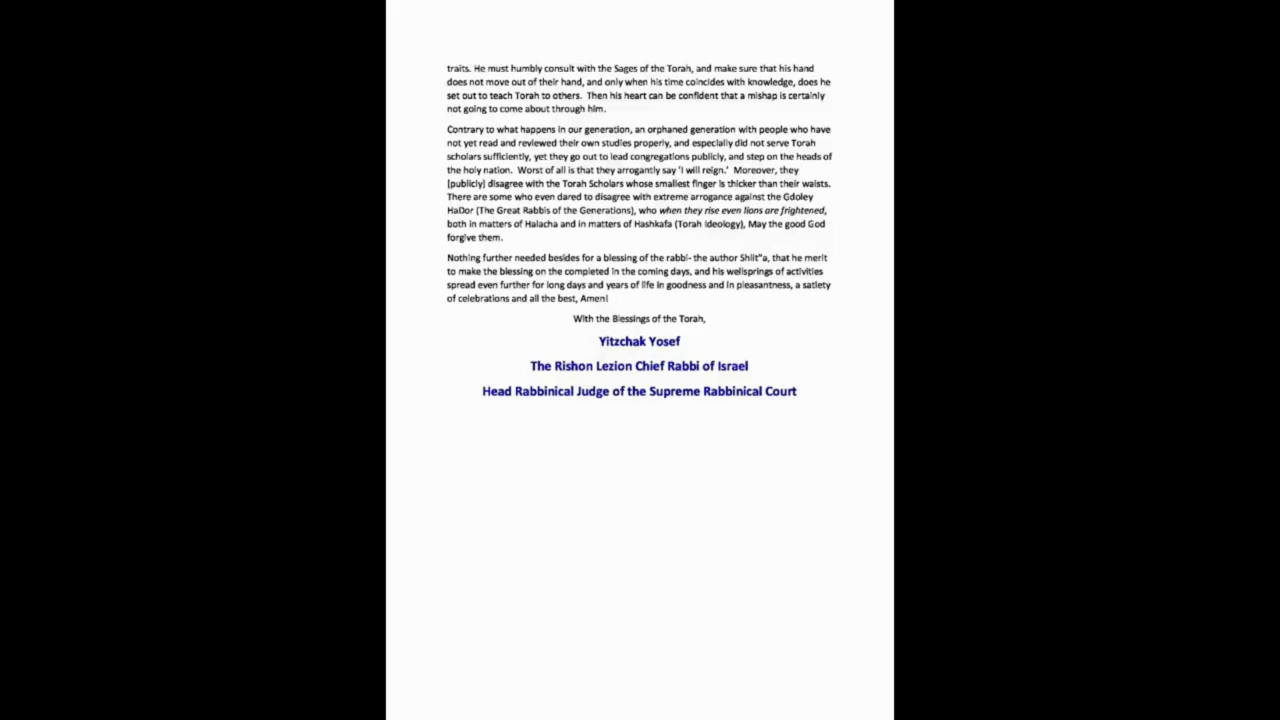 traits. He must humbly consult with the Sages of the Torah, and make sure that his hand
does not move out of their hand, and only when his time coincides with knowledge, does he
set out to teach Torah to others. Then his heart can be confident that a mishap is certainly
not going to come about through him.
Contrary to what happens in our generation, an orphaned generation with people who have
not yet read and reviewed their own studies properly, and especially did not serve Torah
scholars sufficiently, yet they go out to lead congregations publicly, and step on the heads of
the holy nation. Worst of all is that they arrogantly say 'I will reign.' Moreover, they
[publicly] disagree with the Torah Scholars whose smallest finger is thicker than their waists.
There are some who even dared to disagree with extreme arrogance against the Gdoley
HaDor (The Great Rabbis of the Generations), who when they rise even lions are frightened,
both in matters of Halacha and in matters of Hashkafa (Torah Ideology), May the good God
forgive them.
Nothing further needed besides for a blessing of the rabbi- the author Shlit"a, that he merit
to make the blessing on the completed in the coming days, and his wellsprings of activities
spread even further for long days and years of life in goodness and in pleasantness, a satiety
of celebrations and all the best, Amen!
With the Blessings of the Torah,
Yitzchak Yosef
The Rishon Lezion Chief Rabbi of Israel
Head Rabbinical Judge of the Supreme Rabbinical Court